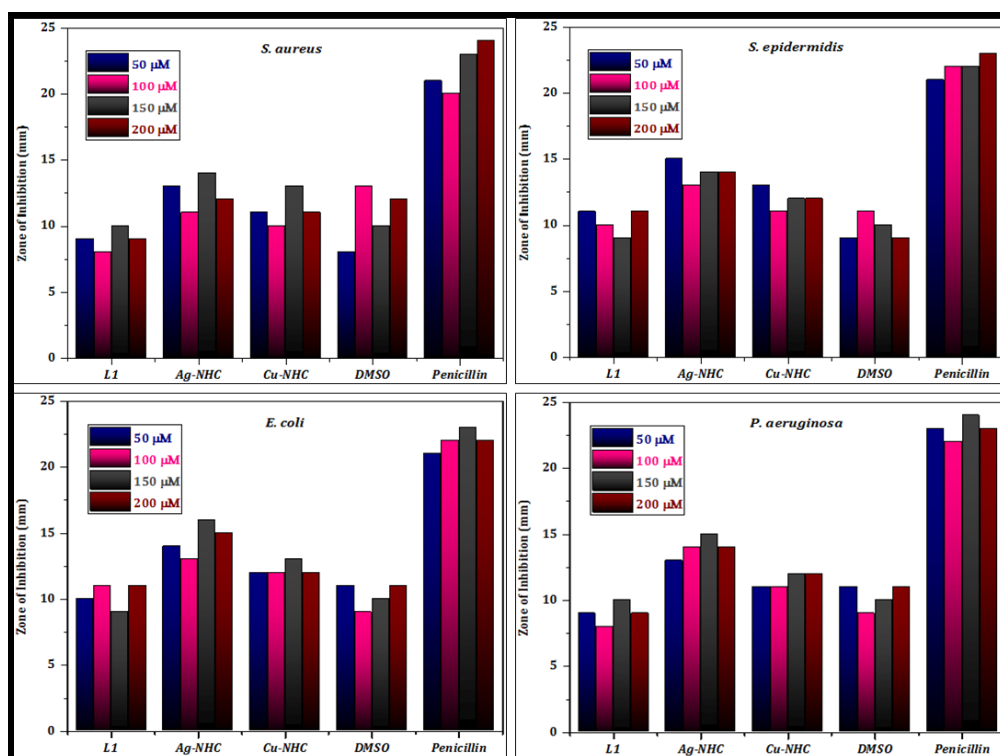 S. aureus
50 μM
100 μM
150 μM
200 μM
Zone of Inhibition (mm)
25
20
15
10
5
0
L1 Ag-NHC Cu-NHC DMSO Penicillin
S. epidermidis
50 μM
100 μM
150 μM
200 μM
Zone of Inhibition (mm)
25
20
15
10
5
0
L1 Ag-NHC Cu-NHC DMSO Penicillin
E. coli
50 μM
100 μM
150 μM
200 μM
Zone of Inhibition (mm)
25
20
15
10
5
0
L1 Ag-NHC Cu-NHC DMSO Penicillin
P. aeruginosa
50 μM
100 μM
150 μM
200 μM
Zone of Inhibition (mm)
25
20
15
10
5
0
L1 Ag-NHC Cu-NHC DMSO Penicillin